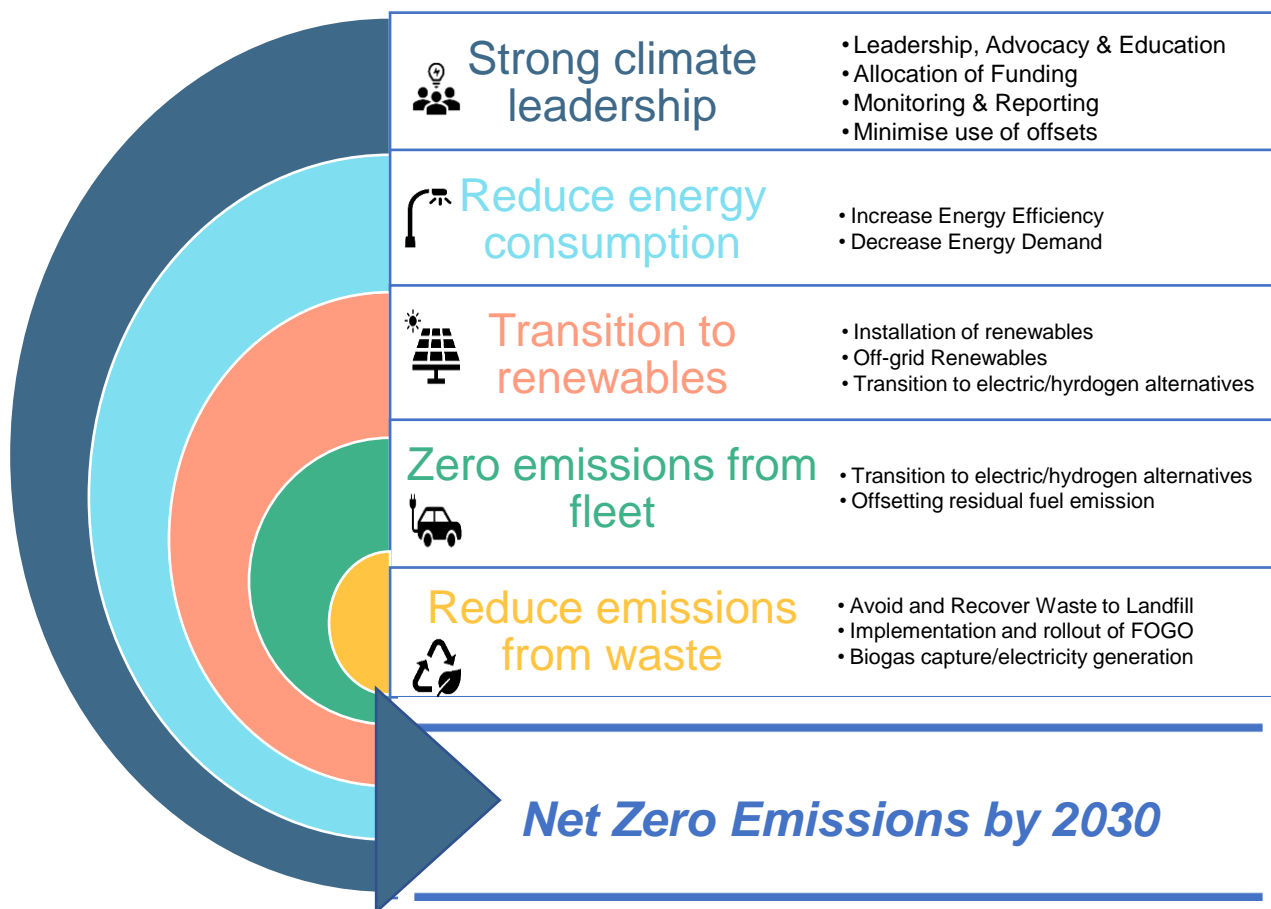 Strong climate
leadership
• Leadership, Advocacy & Education
• Allocation of Funding
• Monitoring & Reporting
• Minimise use of offsets
Reduce energy
consumption
• Increase Energy Efficiency
• Decrease Energy Demand
Transition to
renewables
• Installation of renewables
• Off-grid Renewables
• Transition to electric/hyrdogen alternatives
Zero emissions from
fleet
• Transition to electric/hydrogen alternatives
• Offsetting residual fuel emission
Reduce emissions
from waste
• Avoid and Recover Waste to Landfill
• Implementation and rollout of FOGO
• Biogas capture/electricity generation
Net Zero Emissions by 2030